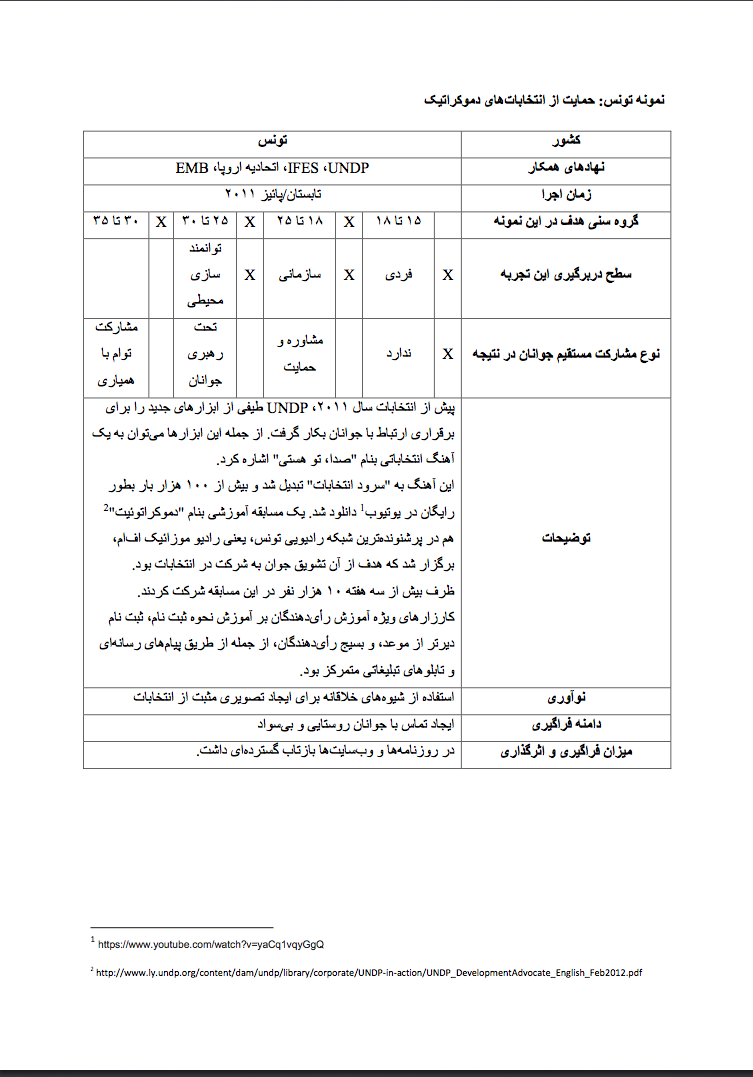 نمونه تونس: حمایت از انتخابات‌های دموکراتیک
کشور تونس
نهادهای همکار UNDP، IFES، اتحادیه اروپا، EMB
زمان اجرا تابستان/پائیز ۲۰۱۱
گروه سنی هدف در این نمونه ۱۵ تا ۱۸ X ۱۸ تا ۲۵ X ۲۵ تا ۳۰ X ۳۰ تا ۳۵
سطح دربرگیری این تجربه X فردی X سازمانی X توانمند
سازی
محیطی
نوع مشارکت مستقیم جوانان در نتیجه X ندارد مشاوره و
حمایت
تحت
رهبری
جوانان
مشارکت
توام با
همیاری
توضیحات
پیش از انتخابات سال ۲۰۱۱، UNDP طیفی از ابزارهای جدید را برای
برقراری ارتباط با جوانان بکار گرفت. از جمله این ابزارها می‌توان به یک
آهنگ انتخاباتی بنام "صدا، تو هستی" اشاره کرد.
این آهنگ به "سرود انتخابات" تبدیل شد و بیش از ۱۰۰ هزار بار بطور
رایگان در یوتیوب1 دانلود شد. یک مسابقه آموزشی بنام "دموکراتوئیت"2
هم در پرشنونده‌ترین شبکه رادیویی تونس، یعنی رادیو موزائیک اف‌ام،
برگزار شد که هدف از آن تشویق جوان به شرکت در انتخابات بود.
ظرف بیش از سه هفته ۱۰ هزار نفر در این مسابقه شرکت کردند.
کارزارهای ویژه آموزش رأی‌دهندگان بر آموزش نحوه ثبت نام، ثبت نام
دیرتر از موعد، و بسیج رأی‌دهندگان، از جمله از طریق پیام‌های رسانه‌ای
و تابلوهای تبلیغاتی متمرکز بود.
نوآوری استفاده از شیوه‌های خلاقانه برای ایجاد تصویری مثبت از انتخابات
دامنه فراگیری ایجاد تماس با جوانان روستایی و بی‌سواد
میزان فراگیری و اثرگذاری در روزنامه‌ها و وب‌سایت‌ها بازتاب گسترده‌ای داشت.
1 https://www.youtube.com/watch?v=yaCq1vqyGgQ
2 http://www.ly.undp.org/content/dam/undp/library/corporate/UNDP-in-action/UNDP_DevelopmentAdvocate_English_Feb2012.pdf